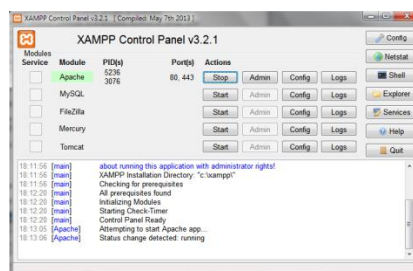 XAMPP Control Panel v3.2.1 [ Compiled: May 7th 2013 ]
XAMPP Control Panel v3.2.1
Config
Modules
Service Module PID(s) Port(s) Actions
Netstat
Apache 5236 3076 80, 443 Stop Admin Config Logs
Shell
MySQL Start Admin Config Logs
Explorer
FileZilla Start Admin Config Logs
Services
Mercury Start Admin Config Logs
Help
Tomcat Start Admin Config Logs
Quit
18:11:56 [main] about running this application with administrator rights!
18:11:56 [main] XAMPP Installation Directory: "c:\xampp\"
18:11:56 [main] Checking for prerequisites
18:12:20 [main] All prerequisites found
18:12:20 [main] Initializing Modules
18:12:20 [main] Starting Check-Timer
18:12:20 [main] Control Panel Ready
18:13:05 [Apache] Attempting to start Apache app...
18:13:06 [Apache] Status change detected: running